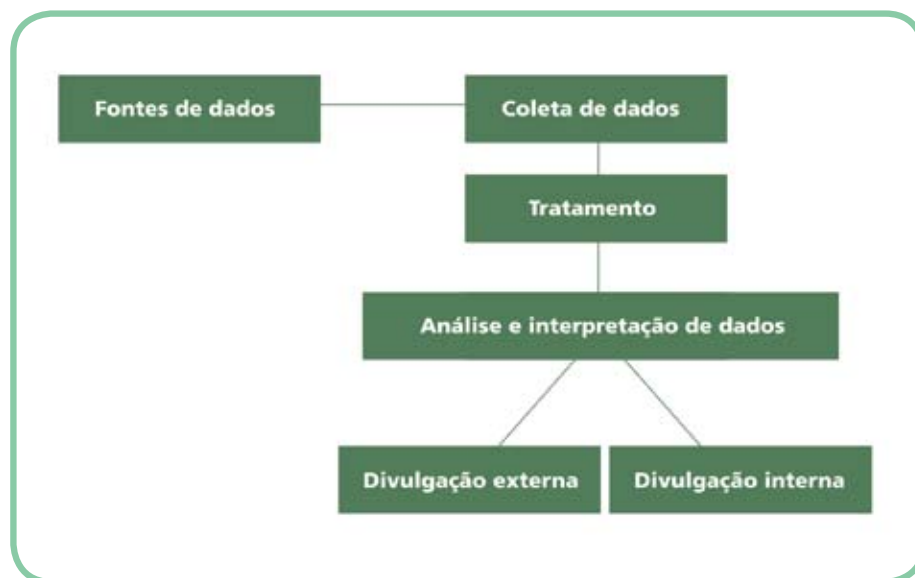 Fontes de dados
Coleta de dados
Tratamento
Análise e interpretação de dados
Divulgação externa
Divulgação interna